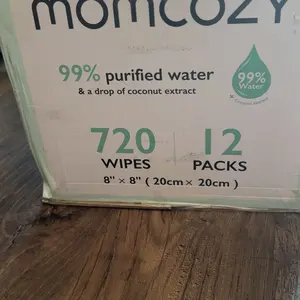 momcozy
99% purified water
& a drop of coconut extract
99%
Water
720
WIPES
12
PACKS
8" × 8" ( 20cm× 20cm )